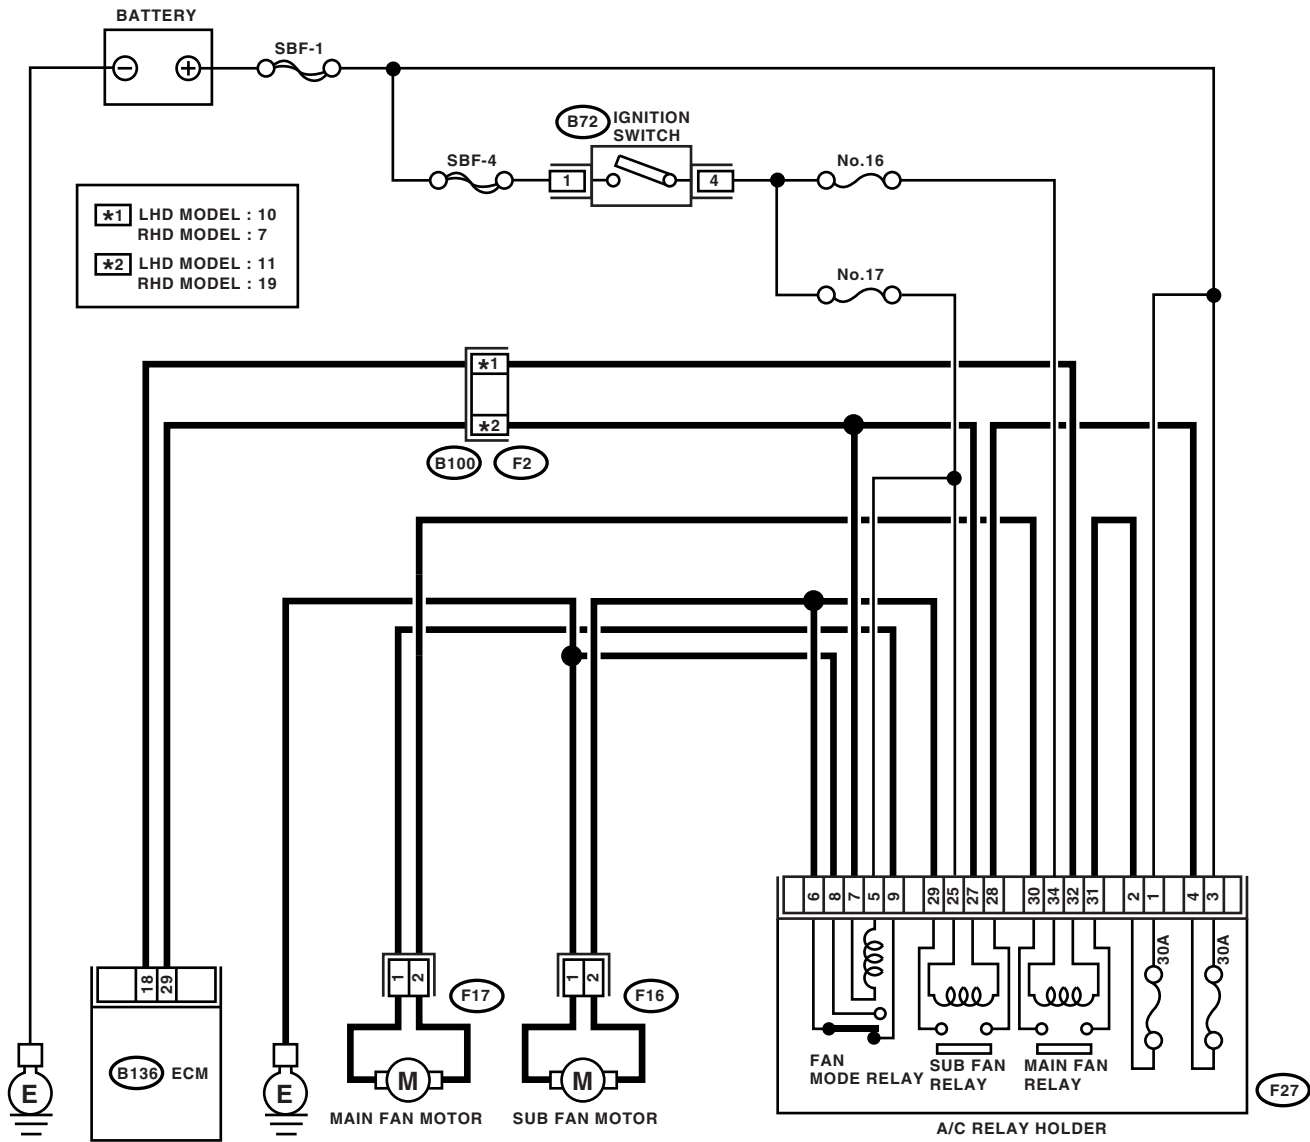 BATTERY
SBF-1
B72
IGNITION
SWITCH
SBF-4
1
4
No.16
*1 LHD MODEL : 10
RHD MODEL : 7
*2 LHD MODEL : 11
RHD MODEL : 19
No.17
*1
*2
B100
F2
6 8 7 5 9 29 25 27 28 30 34 32 31 2 1 4 3
30A
30A
18 29
1 2
F17
1 2
F16
B136
ECM
E
E
M
M
MAIN FAN MOTOR
SUB FAN MOTOR
FAN
MODE RELAY
SUB FAN
RELAY
MAIN FAN
RELAY
F27
A/C RELAY HOLDER